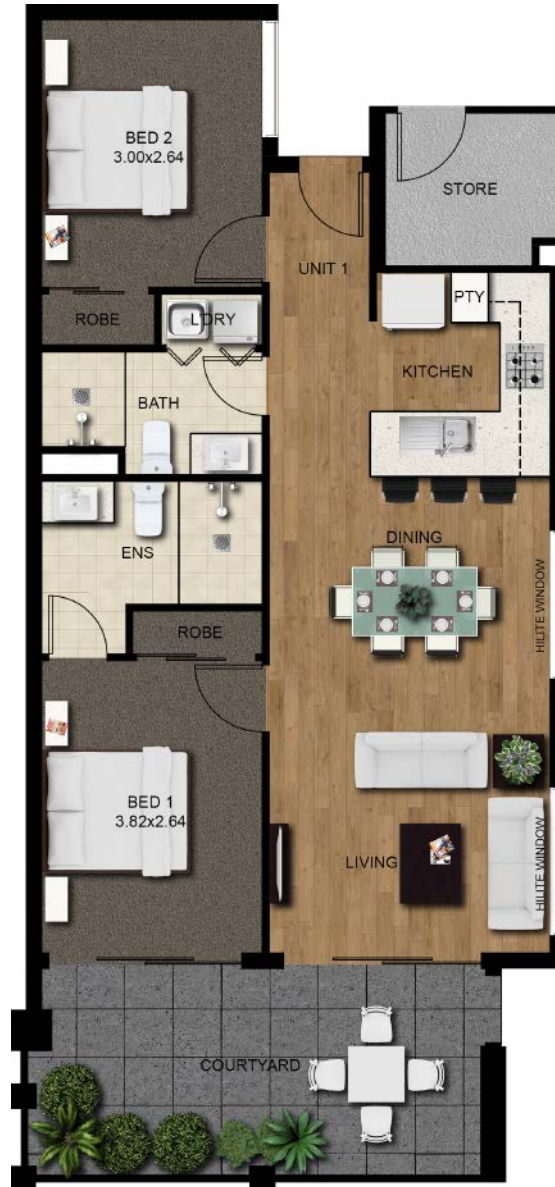 BED 2
3.00x2.64
STORE
UNIT 1
PTY
ROBE
L'DRY
KITCHEN
BATH
DINING
ENS
HILITE WINDOW
ROBE
BED 1
3.82x2.64
LIVING
HILITE WINDOW
COURTYARD